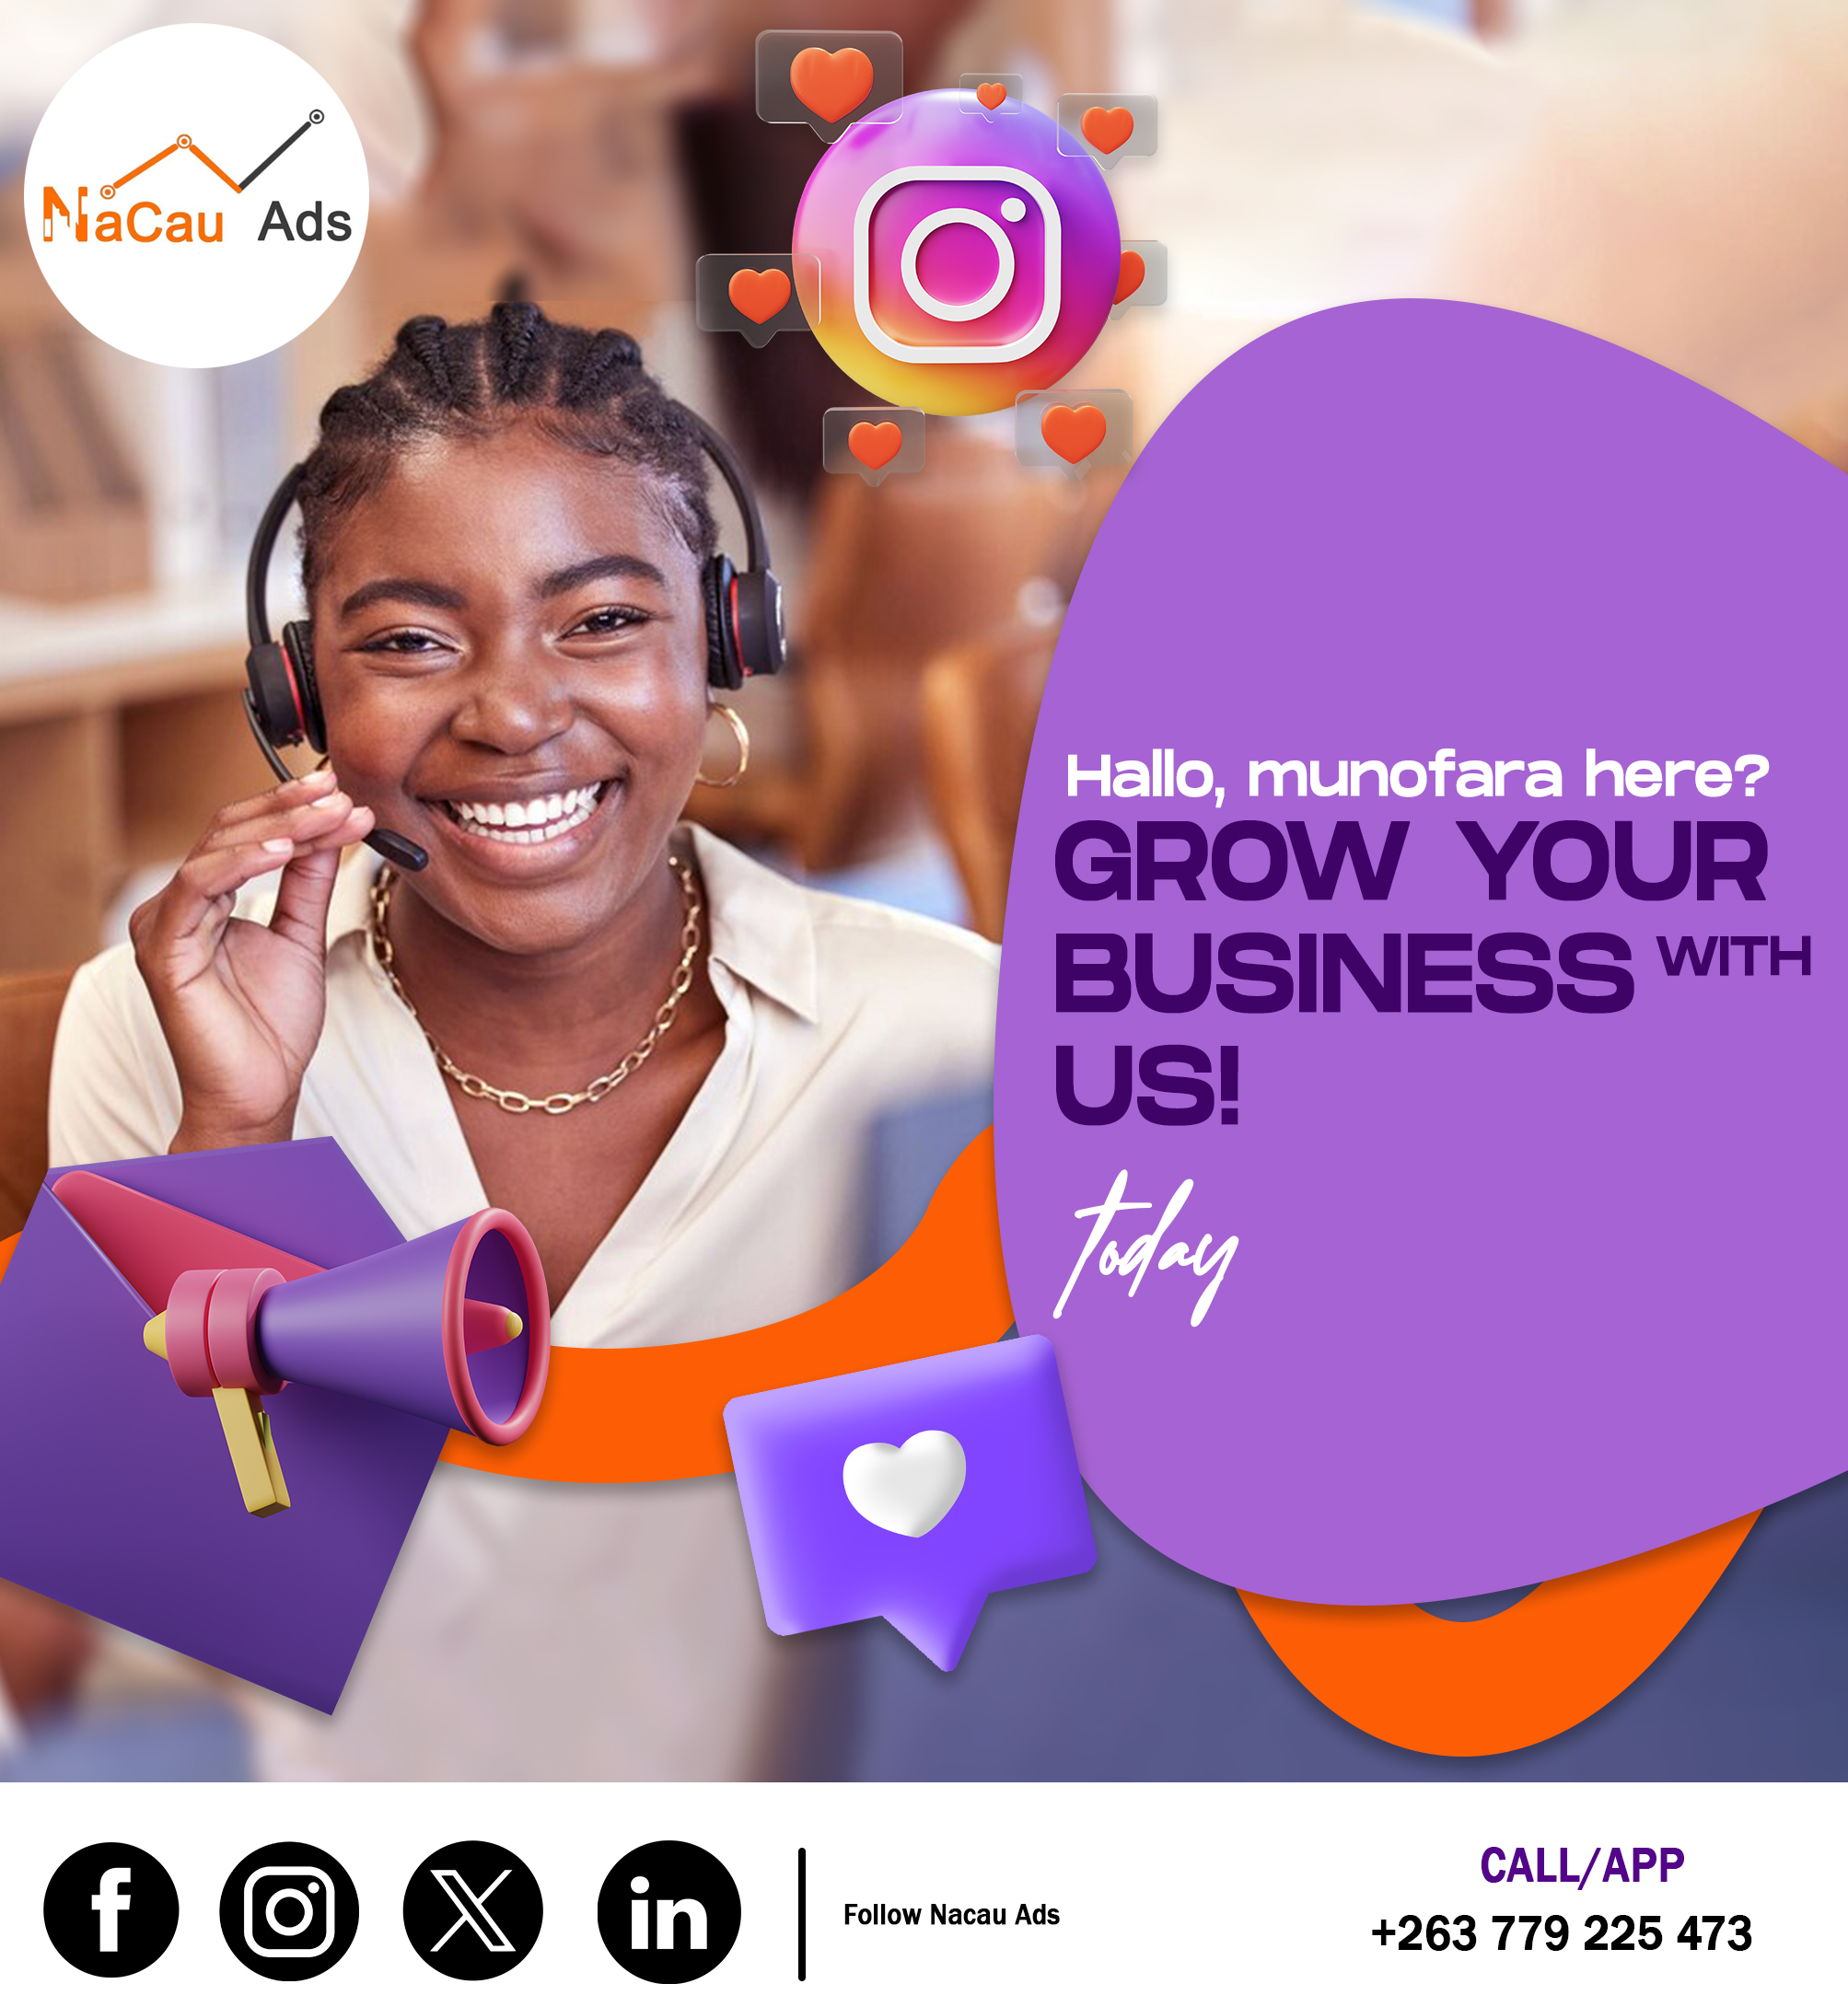 NaCau Ads
Hallo, munofara here?
GROW YOUR
BUSINESS WITH
US!
today
Follow Nacau Ads
CALL/APP
+263 779 225 473